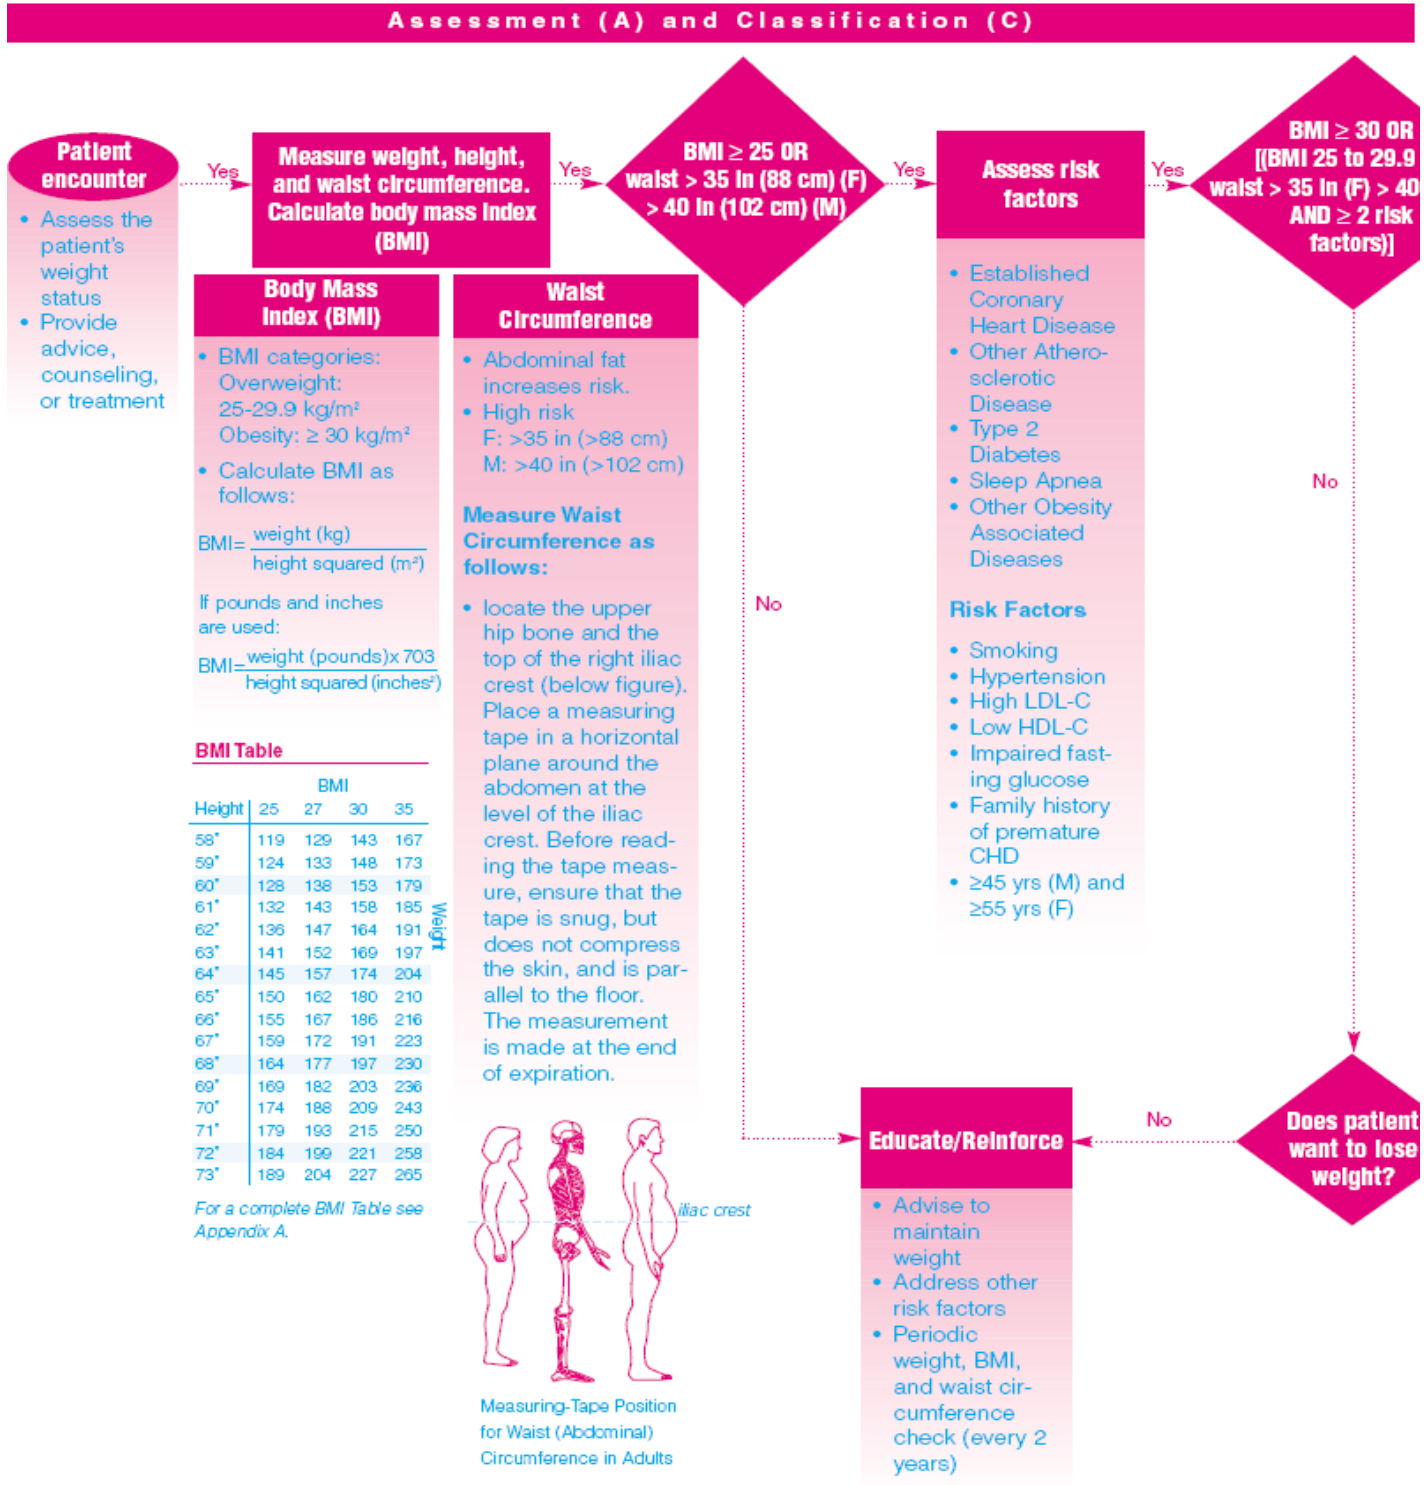 Assessment (A) and Classification (C)
Patient
encounter
Yes
Measure weight, height,
and waist circumference.
Calculate body mass index
(BMI)
Yes
BMI ≥ 25 OR
waist > 35 in (88 cm) (F)
> 40 in (102 cm) (M)
Yes
Assess risk
factors
Yes
BMI ≥ 30 OR
[(BMI 25 to 29.9
waist > 35 in (F) > 40
AND ≥ 2 risk
factors)]
• Assess the
patient's
weight
status
• Provide
advice,
counseling,
or treatment
Body Mass
Index (BMI)
• BMI categories:
Overweight:
25-29.9 kg/m²
Obesity: ≥ 30 kg/m²
• Calculate BMI as
follows:
BMI= weight (kg)
height squared (m²)
If pounds and inches
are used:
BMI= weight (pounds)x 703
height squared (inches²)
BMI Table
BMI
Height 25 27 30 35
58" 119 129 143 167
59" 124 133 148 173
60" 128 138 153 179
61" 132 143 158 185
62" 136 147 164 191
63" 141 152 169 197
64" 145 157 174 204
65" 150 162 180 210
66" 155 167 186 216
67" 159 172 191 223
68" 164 177 197 230
69" 169 182 203 236
70" 174 188 209 243
71" 179 193 215 250
72" 184 199 221 258
73" 189 204 227 265
Weight
For a complete BMI Table see
Appendix A.
Waist
Circumference
• Abdominal fat
increases risk.
• High risk
F: >35 in (>88 cm)
M: >40 in (>102 cm)
Measure Waist
Circumference as
follows:
• locate the upper
hip bone and the
top of the right iliac
crest (below figure).
Place a measuring
tape in a horizontal
plane around the
abdomen at the
level of the iliac
crest. Before read-
ing the tape meas-
ure, ensure that the
tape is snug, but
does not compress
the skin, and is par-
allel to the floor.
The measurement
is made at the end
of expiration.
iliac crest
Measuring-Tape Position
for Waist (Abdominal)
Circumference in Adults
No
• Established
Coronary
Heart Disease
• Other Athero-
sclerotic
Disease
• Type 2
Diabetes
• Sleep Apnea
• Other Obesity
Associated
Diseases
Risk Factors
• Smoking
• Hypertension
• High LDL-C
• Low HDL-C
• Impaired fast-
ing glucose
• Family history
of premature
CHD
• ≥45 yrs (M) and
≥55 yrs (F)
No
Does patient
want to lose
weight?
No
Educate/Reinforce
• Advise to
maintain
weight
• Address other
risk factors
• Periodic
weight, BMI,
and waist cir-
cumference
check (every 2
years)